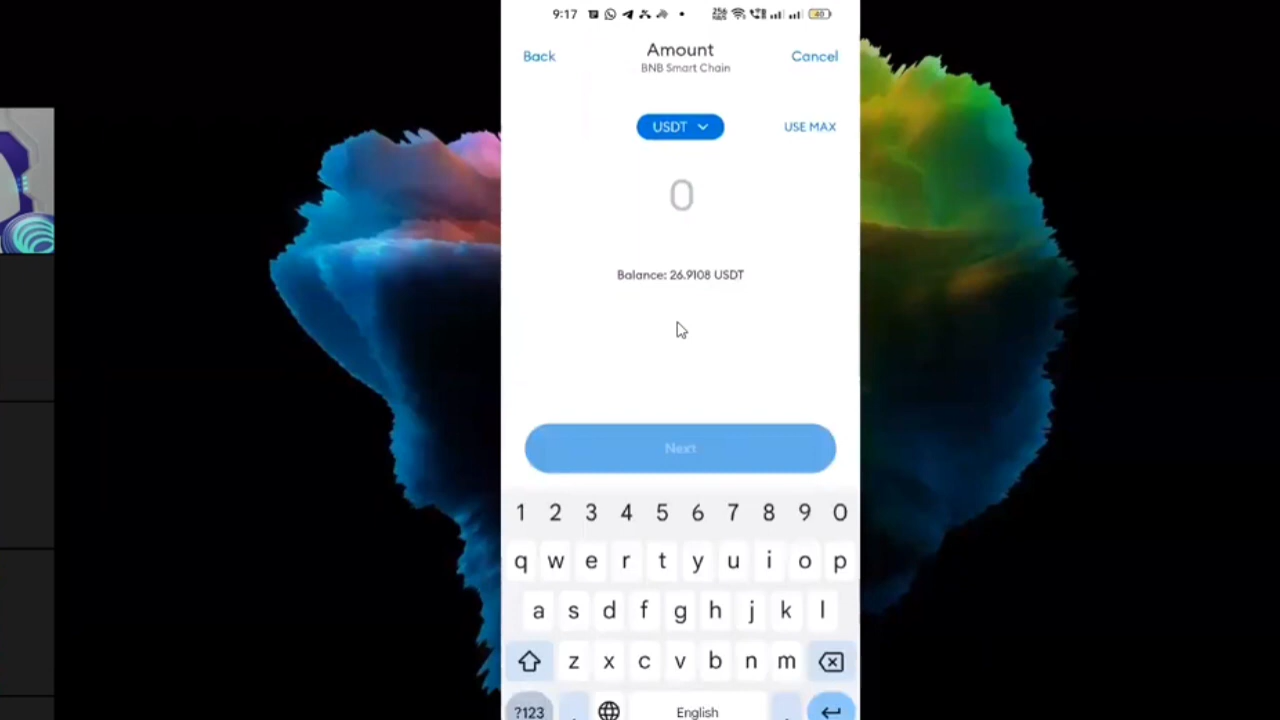 9:17
40
Back
Amount
Cancel
BNB Smart Chain
USDT
USE MAX
0
Balance: 26.9108 USDT
Next
1 2 3 4 5 6 7 8 9 0
q w e r t y u i o p
a s d f g h j k l
z x c v b n m
?123 , English .